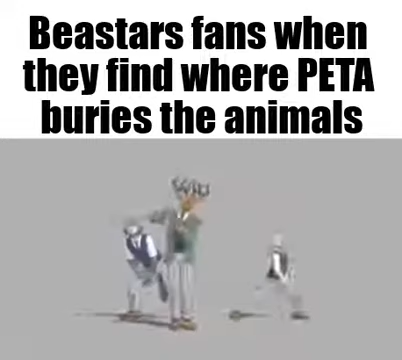 Beastars fans when
they find where PETA
buries the animals